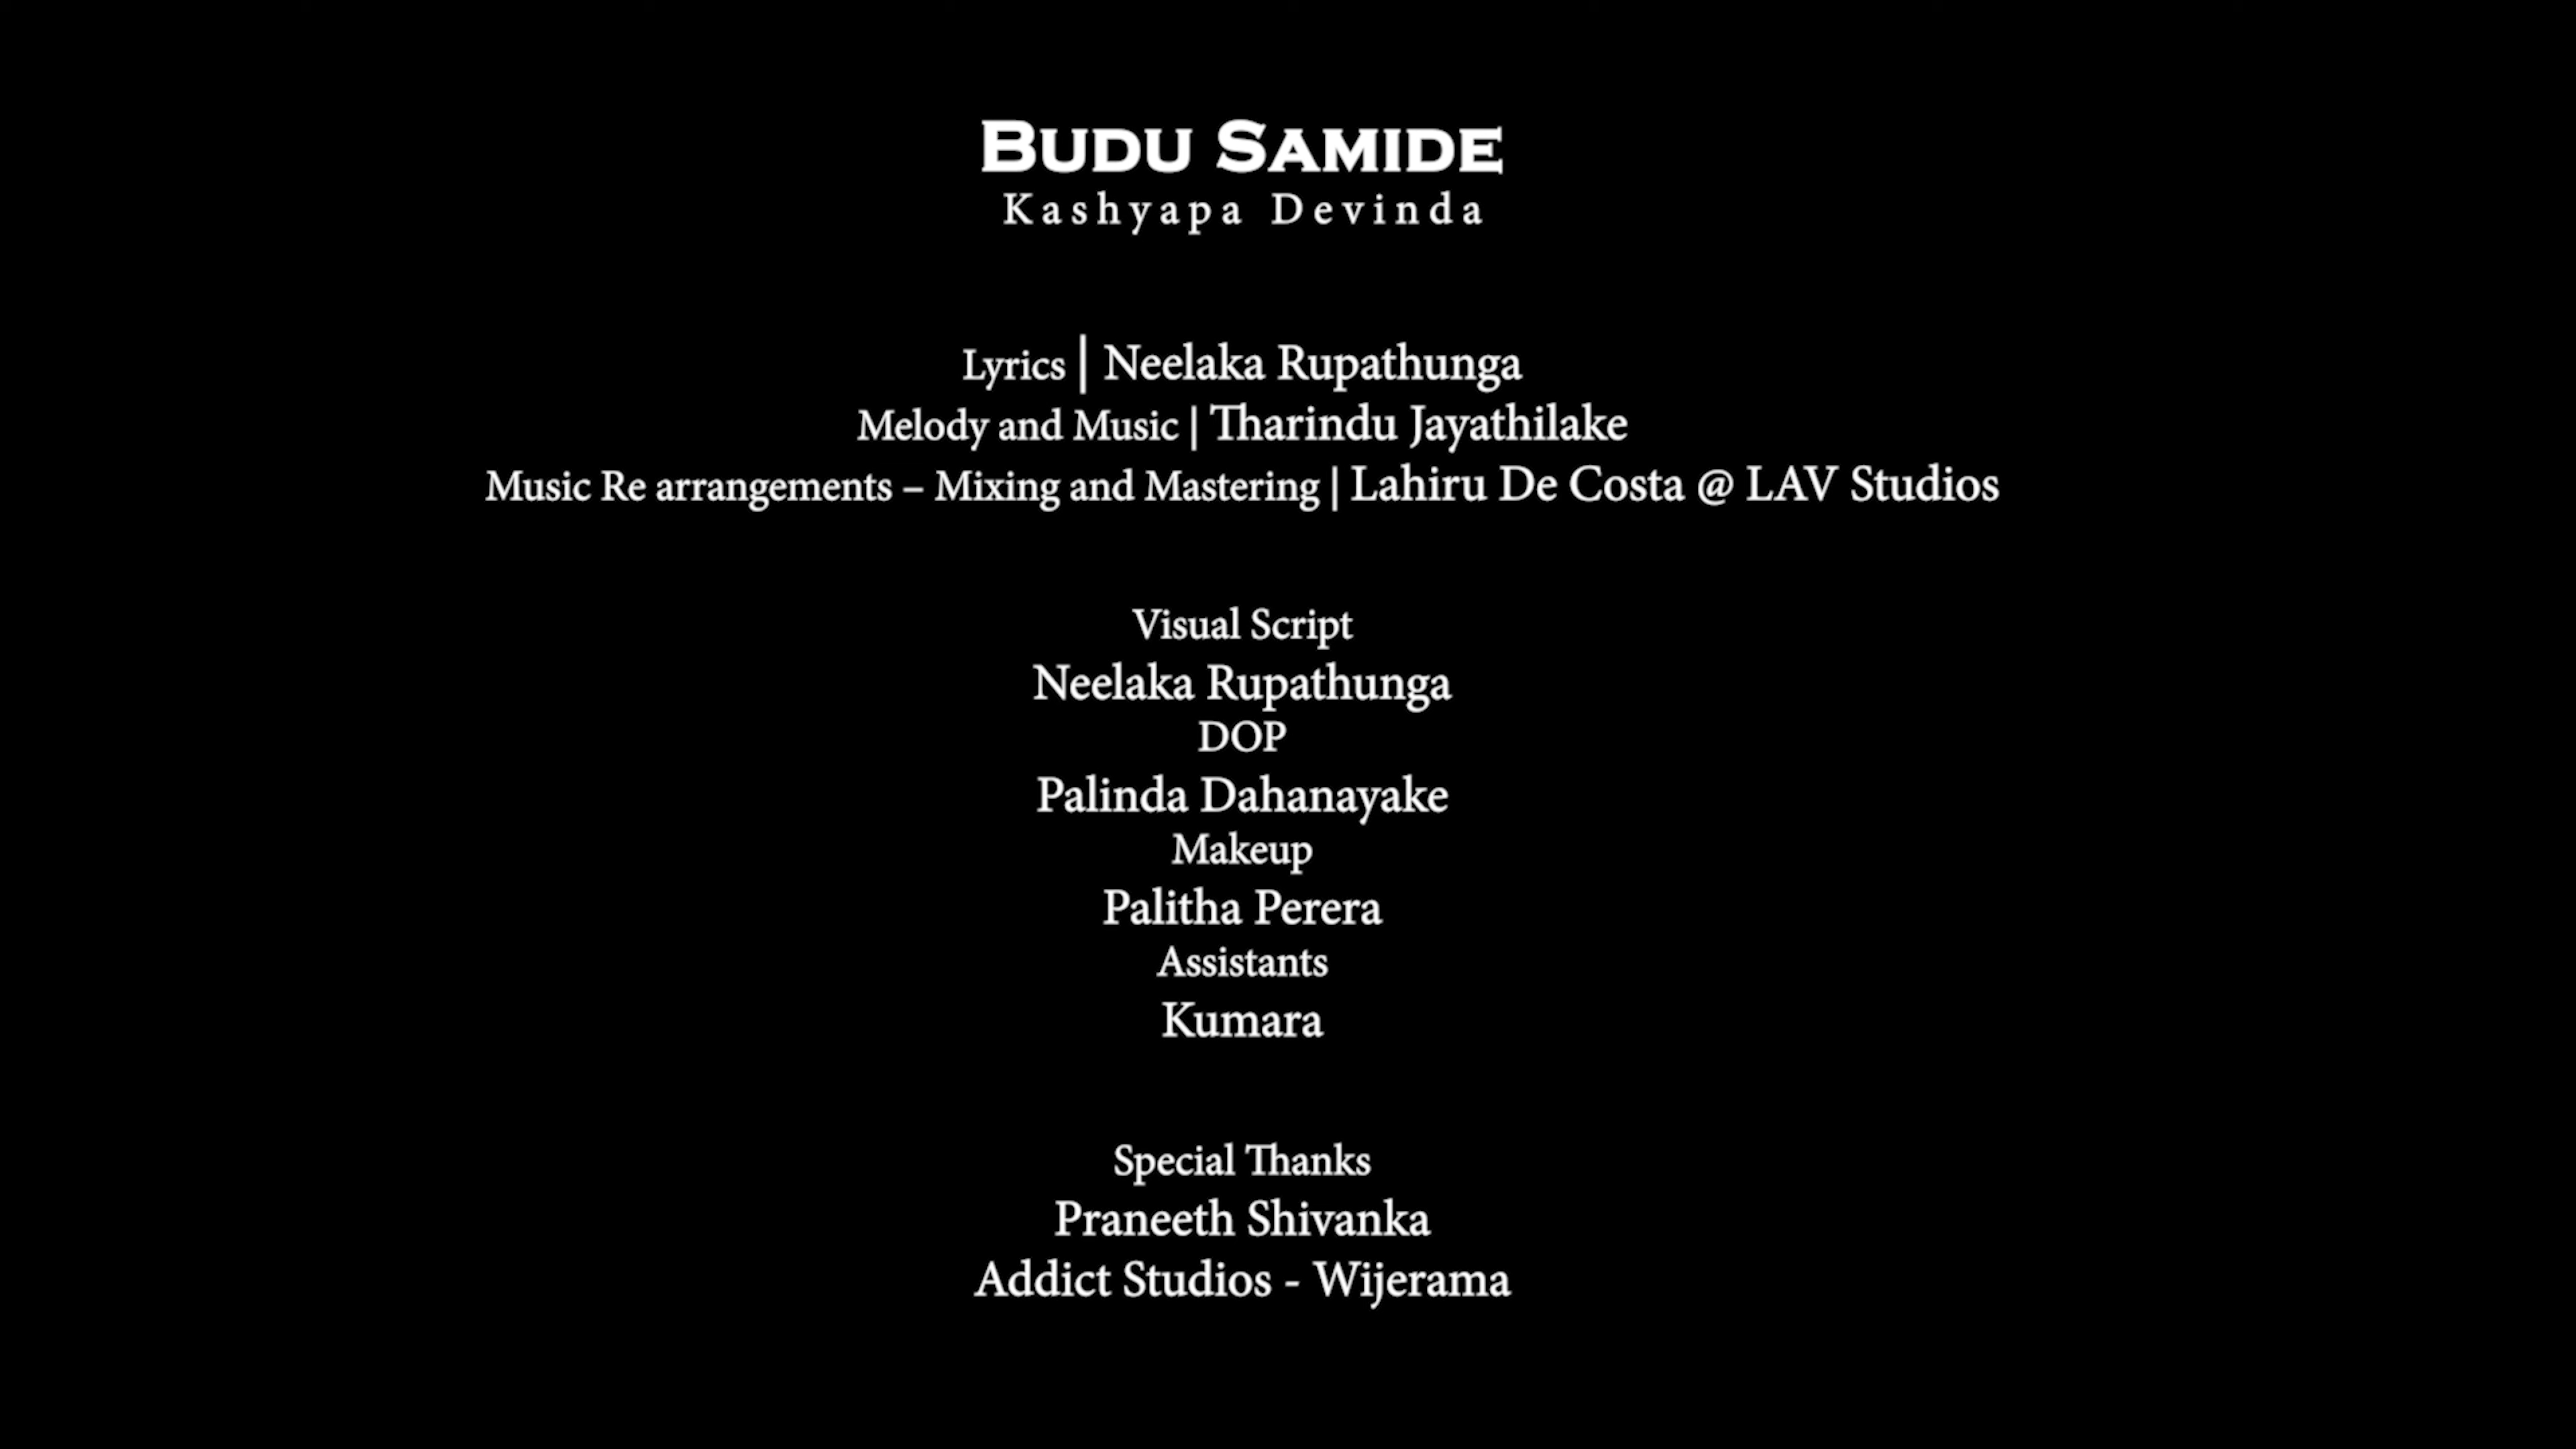 BUDU SAMIDE
Kashyapa Devinda
Lyrics | Neelaka Rupathunga
Melody and Music | Tharindu Jayathilake
Music Re arrangements – Mixing and Mastering | Lahiru De Costa @ LAV Studios
Visual Script
Neelaka Rupathunga
DOP
Palinda Dahanayake
Makeup
Palitha Perera
Assistants
Kumara
Special Thanks
Praneeth Shivanka
Addict Studios - Wijerama